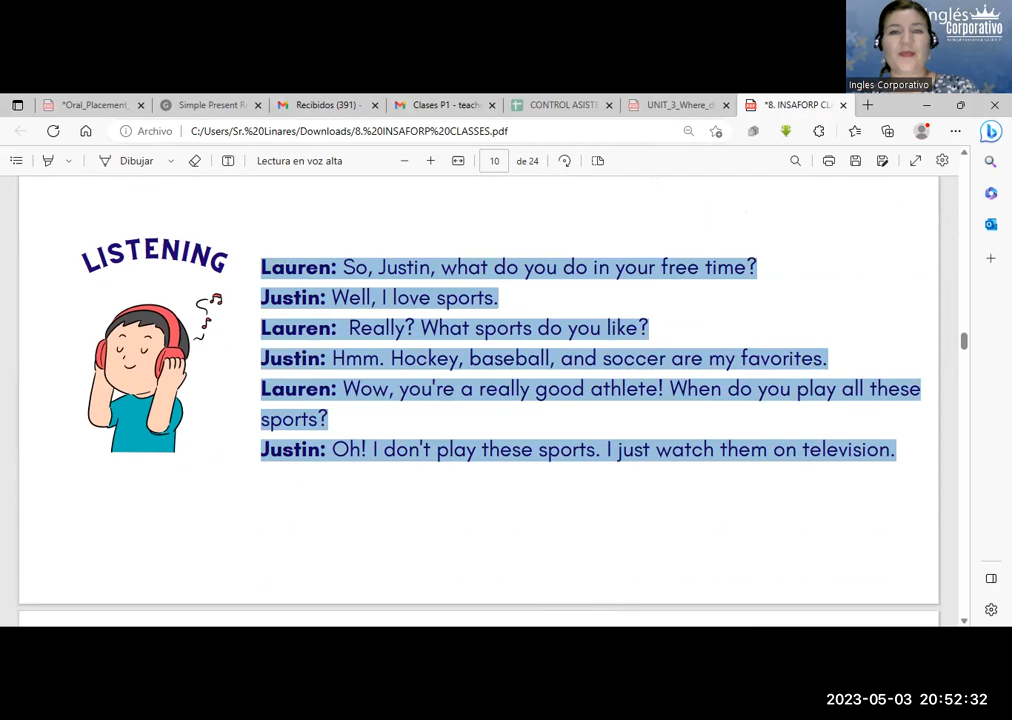 Inglés
Corporativo
Ingles Corporativo
*Oral_Placement_
Simple Present R
Recibidos (391) -
Clases P1 - teach
CONTROL ASIST
UNIT_3_Where_d
*8. INSAFORP CL
Archivo
C:/Users/Sr.%20Linares/Downloads/8.%20INSAFORP%20CLASSES.pdf
Dibujar
Lectura en voz alta
10
de 24
LISTENING
Lauren: So, Justin, what do you do in your free time?
Justin: Well, I love sports.
Lauren: Really? What sports do you like?
Justin: Hmm. Hockey, baseball, and soccer are my favorites.
Lauren: Wow, you're a really good athlete! When do you play all these
sports?
Justin: Oh! I don't play these sports. I just watch them on television.
2023-05-03 20:52:32